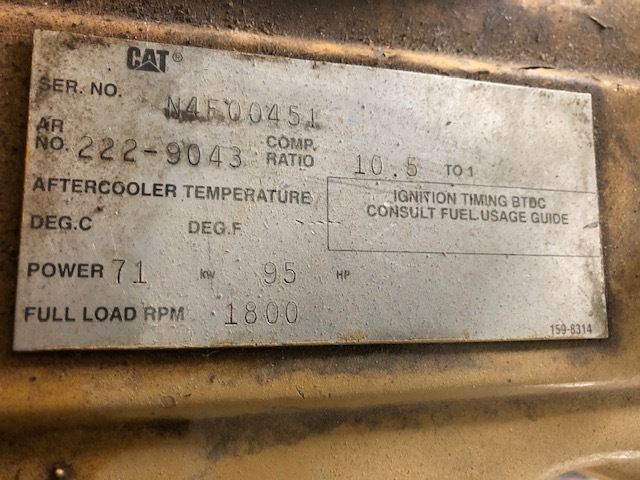 CAT®
SER. NO. N4F00451
AR NO. 222-9043 COMP. RATIO 10.5 TO 1
AFTERCOOLER TEMPERATURE
DEG.C DEG.F
IGNITION TIMING BTDC
CONSULT FUEL USAGE GUIDE
POWER 71 kW 95 HP
FULL LOAD RPM 1800
159-8314